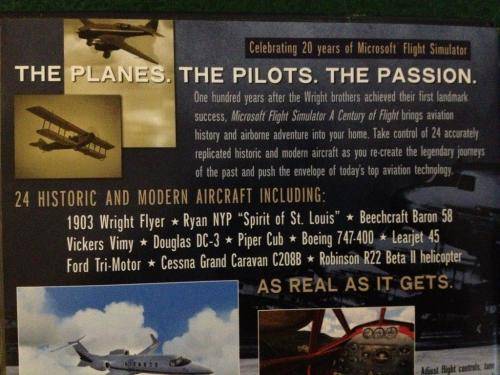 Celebrating 20 years of Microsoft Flight Simulator
THE PLANES. THE PILOTS. THE PASSION.
One hundred years after the Wright brothers achieved their first landmark
success, Microsoft Flight Simulator A Century of Flight brings aviation
history and airborne adventure into your home. Take control of 24 accurately
replicated historic and modern aircraft as you re-create the legendary journeys
of the past and push the envelope of today's top aviation technology.
24 HISTORIC AND MODERN AIRCRAFT INCLUDING:
1903 Wright Flyer ★ Ryan NYP "Spirit of St. Louis" ★ Beechcraft Baron 58
Vickers Vimy ★ Douglas DC-3 ★ Piper Cub ★ Boeing 747-400 ★ Learjet 45
Ford Tri-Motor ★ Cessna Grand Caravan C208B ★ Robinson R22 Beta II helicopter
AS REAL AS IT GETS.
Adjust flight controls,